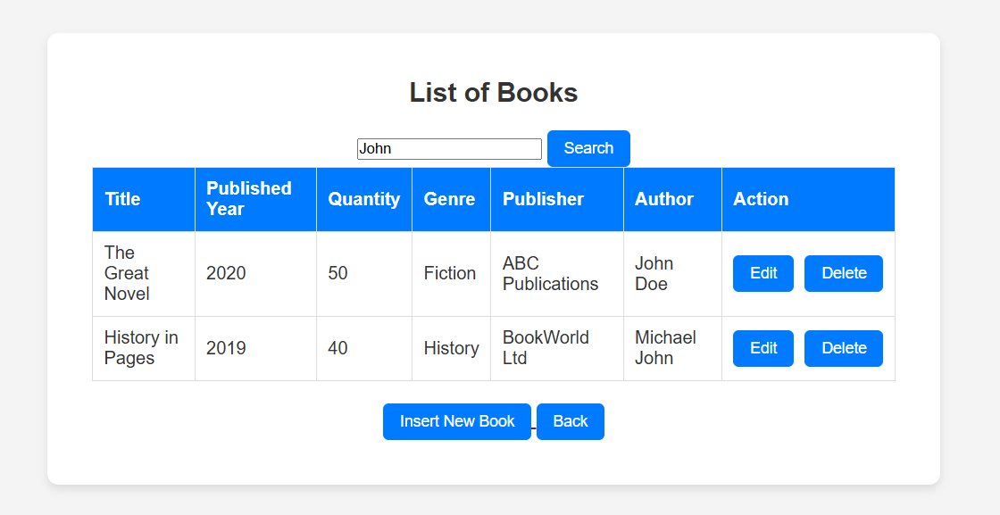 List of Books
John Search
Title Published Year Quantity Genre Publisher Author Action
The Great Novel 2020 50 Fiction ABC Publications John Doe Edit Delete
History in Pages 2019 40 History BookWorld Ltd Michael John Edit Delete
Insert New Book Back